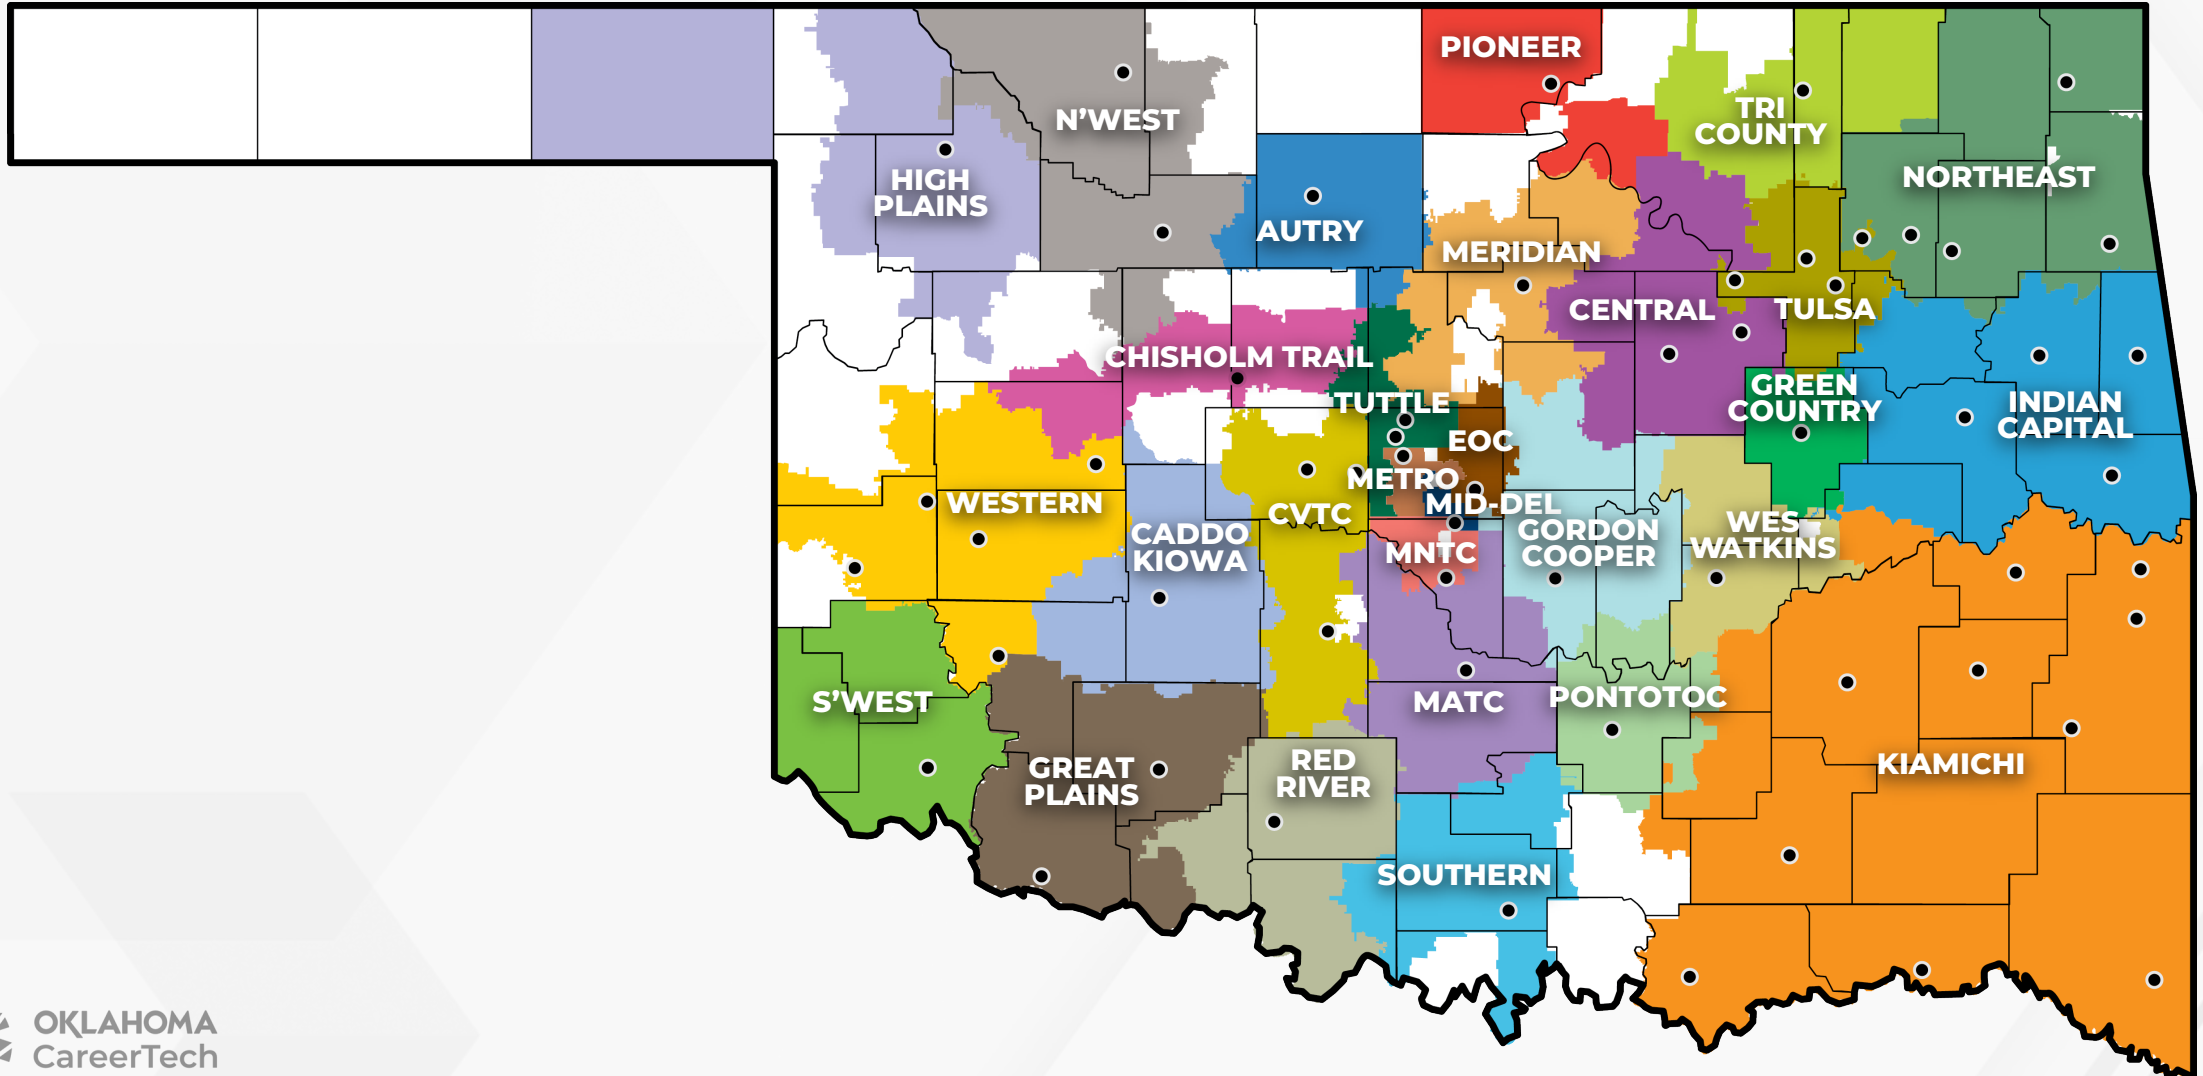 PIONEER
N'WEST
TRI
COUNTY
HIGH
PLAINS
NORTHEAST
AUTRY
MERIDIAN
CENTRAL
TULSA
CHISHOLM TRAIL
TUTTLE
GREEN
COUNTRY
INDIAN
CAPITAL
EOC
METRO
WESTERN
MID-DEL
CVTC
CADDO
KIOWA
MNTC
GORDON
COOPER
WES
WATKINS
S'WEST
MATC
PONTOTOC
GREAT
PLAINS
RED
RIVER
KIAMICHI
SOUTHERN
OKLAHOMA
CareerTech